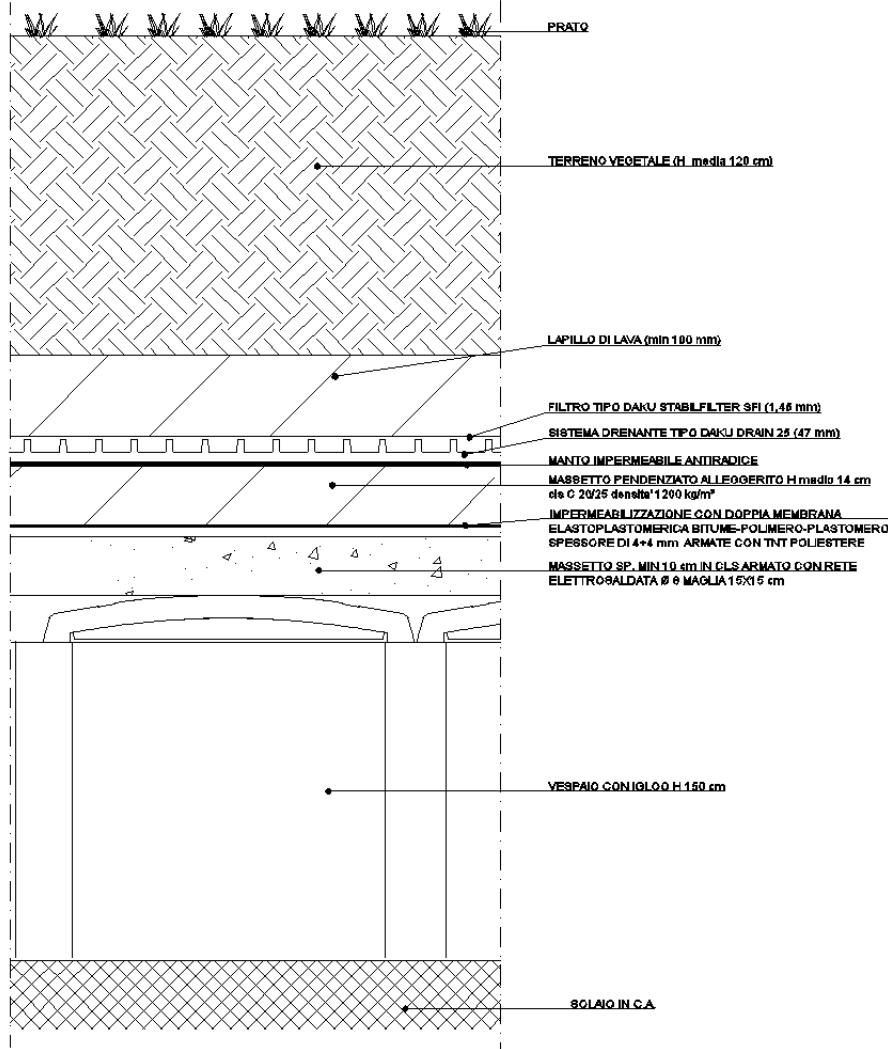 PRATO
TERRENO VEGETALE (H media 120 cm)
LAPILLO DI LAVA (min 100 mm)
FILTRO TIPO DAKU STABILFILTER SFI (1,45 mm)
SISTEMA DRENANTE TIPO DAKU DRAIN 25 (47 mm)
MANTO IMPERMEABILE ANTIRADICE
MASSETTO PENDENZIATO ALLEGGERITO H medio 14 cm
cls C 20/25 densita' 1200 kg/m³
IMPERMEABILIZZAZIONE CON DOPPIA MEMBRANA
ELASTOPLASTOMERICA BITUME-POLIMERO-PLASTOMERO
SPESSORE DI 4+4 mm ARMATE CON TNT POLIESTERE
MASSETTO SP. MIN 10 cm IN CLS ARMATO CON RETE
ELETTROSALDATA Ø 6 MAGLIA 15X15 cm
VESPAIO CON IGLOO H 150 cm
SOLAIO IN C.A.